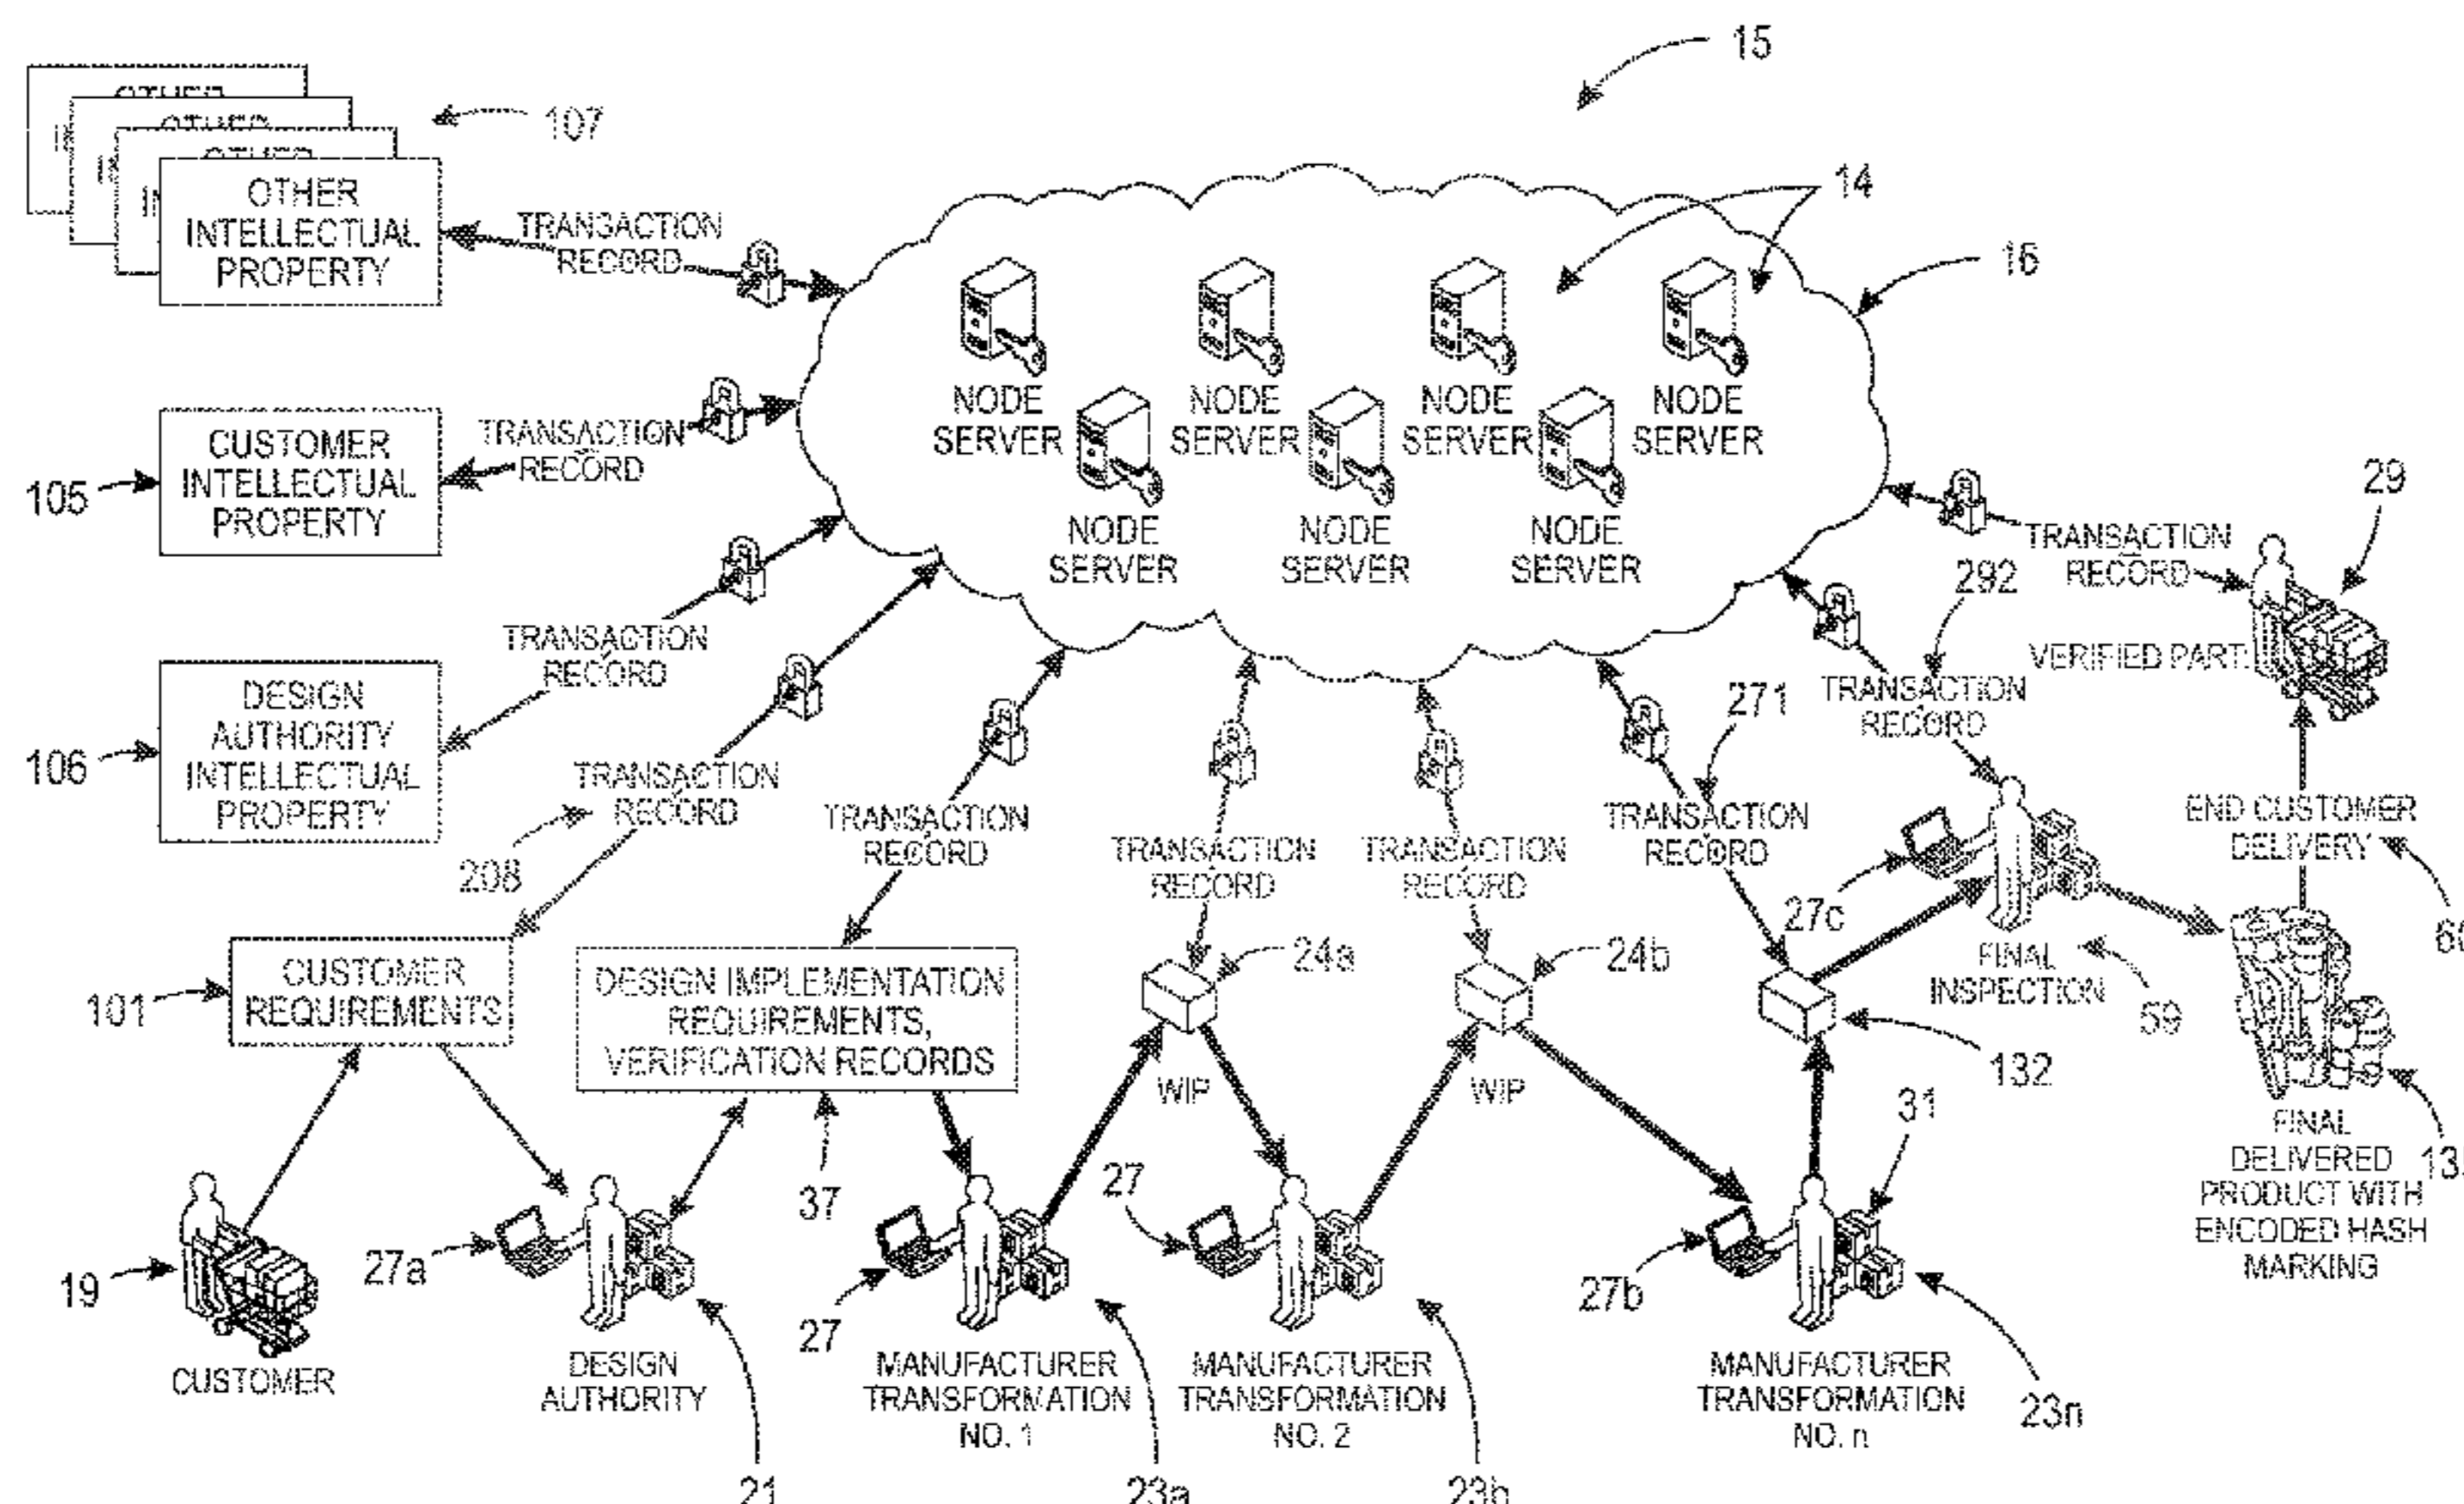 15
107
OTHER
OTHER
OTHER
OTHER
INTELLECTUAL
PROPERTY
TRANSACTION
RECORD
14
16
NODE
SERVER
NODE
SERVER
NODE
SERVER
NODE
SERVER
NODE
SERVER
NODE
SERVER
NODE
SERVER
105
CUSTOMER
INTELLECTUAL
PROPERTY
TRANSACTION
RECORD
29
TRANSACTION
RECORD
VERIFIED PART
292
TRANSACTION
RECORD
106
DESIGN
AUTHORITY
INTELLECTUAL
PROPERTY
TRANSACTION
RECORD
208
TRANSACTION
RECORD
TRANSACTION
RECORD
TRANSACTION
RECORD
TRANSACTION
RECORD
271
TRANSACTION
RECORD
27c
END CUSTOMER
DELIVERY
101
CUSTOMER
REQUIREMENTS
DESIGN IMPLEMENTATION
REQUIREMENTS,
VERIFICATION RECORDS
24a
24b
FINAL
INSPECTION
59
WIP
WIP
132
31
37
27
FINAL
DELIVERED
PRODUCT WITH
ENCODED HASH
MARKING
19
27a
27
27b
CUSTOMER
DESIGN
AUTHORITY
MANUFACTURER
TRANSFORMATION
NO. 1
MANUFACTURER
TRANSFORMATION
NO. 2
MANUFACTURER
TRANSFORMATION
NO. n
23n
21
23a
23b